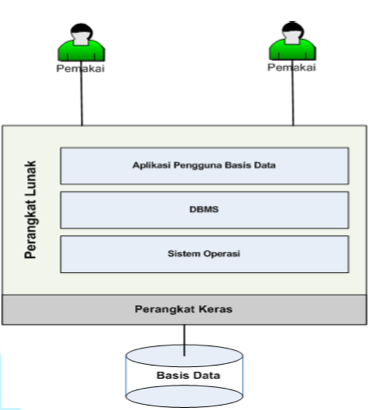 Pemakai
Pemakai
Perangkat Lunak
Aplikasi Pengguna Basis Data
DBMS
Sistem Operasi
Perangkat Keras
Basis Data